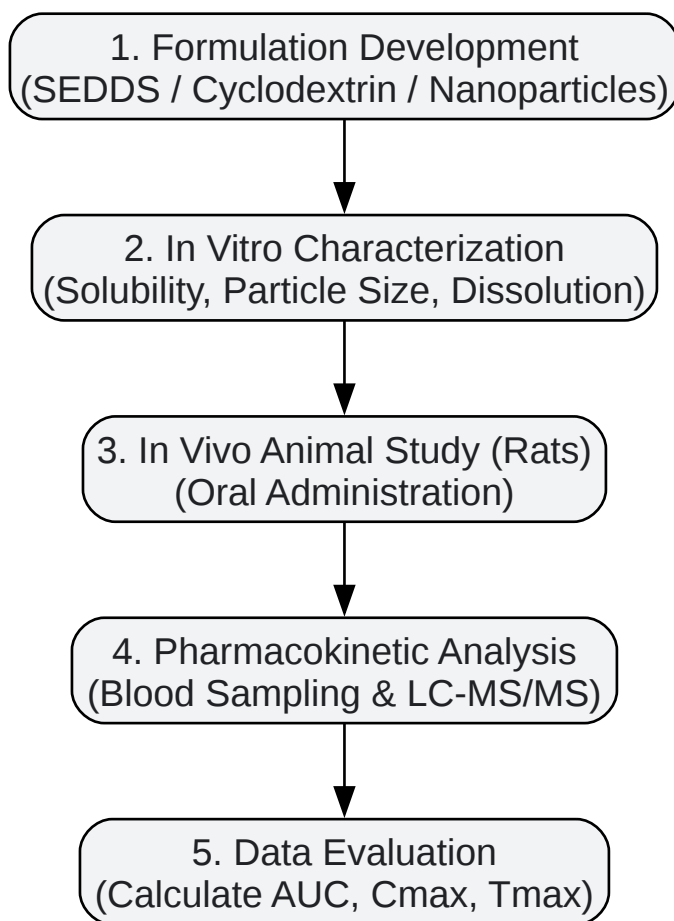 1. Formulation Development
(SEDDS / Cyclodextrin / Nanoparticles)
2. In Vitro Characterization
(Solubility, Particle Size, Dissolution)
3. In Vivo Animal Study (Rats)
(Oral Administration)
4. Pharmacokinetic Analysis
(Blood Sampling & LC-MS/MS)
5. Data Evaluation
(Calculate AUC, Cmax, Tmax)